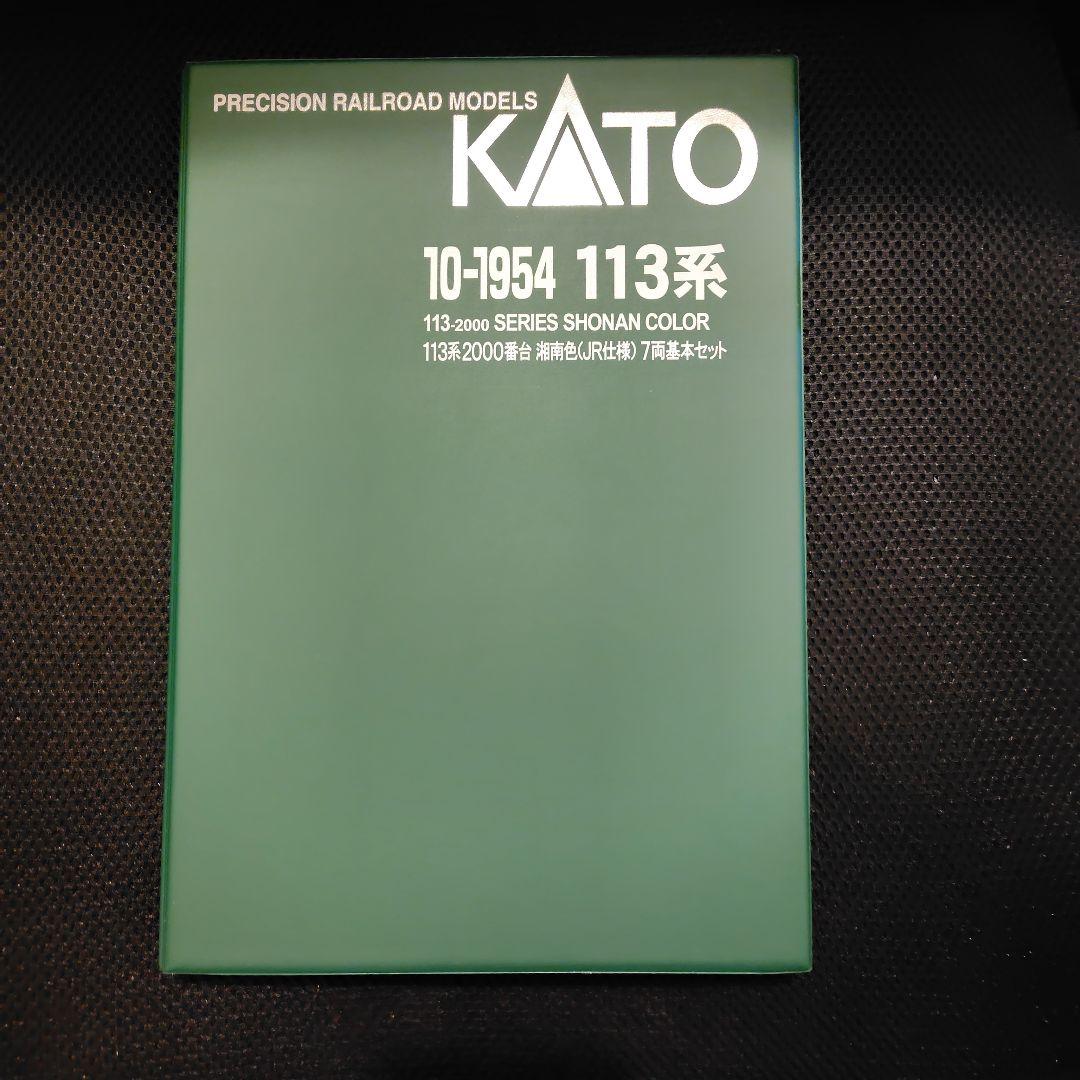 PRECISION RAILROAD MODELS
KATO
10-1954 113系
113-2000 SERIES SHONAN COLOR
113系2000番台 湘南色(JR仕様) 7両基本セット